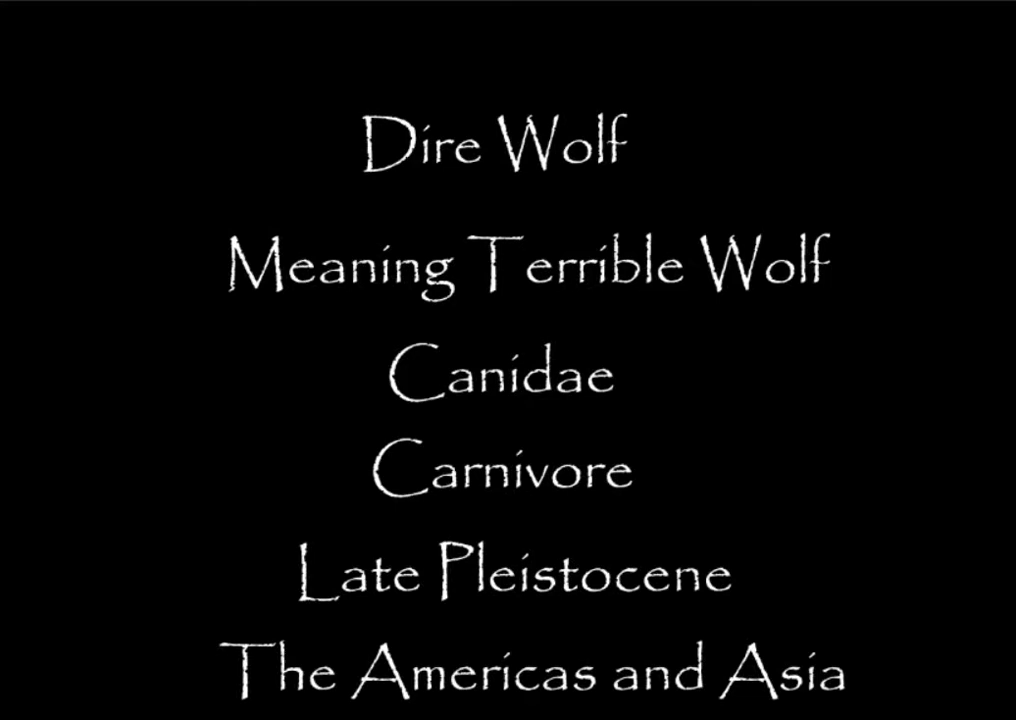 Dire Wolf
Meaning Terrible Wolf
Canidae
Carnivore
Late Pleistocene
The Americas and Asia